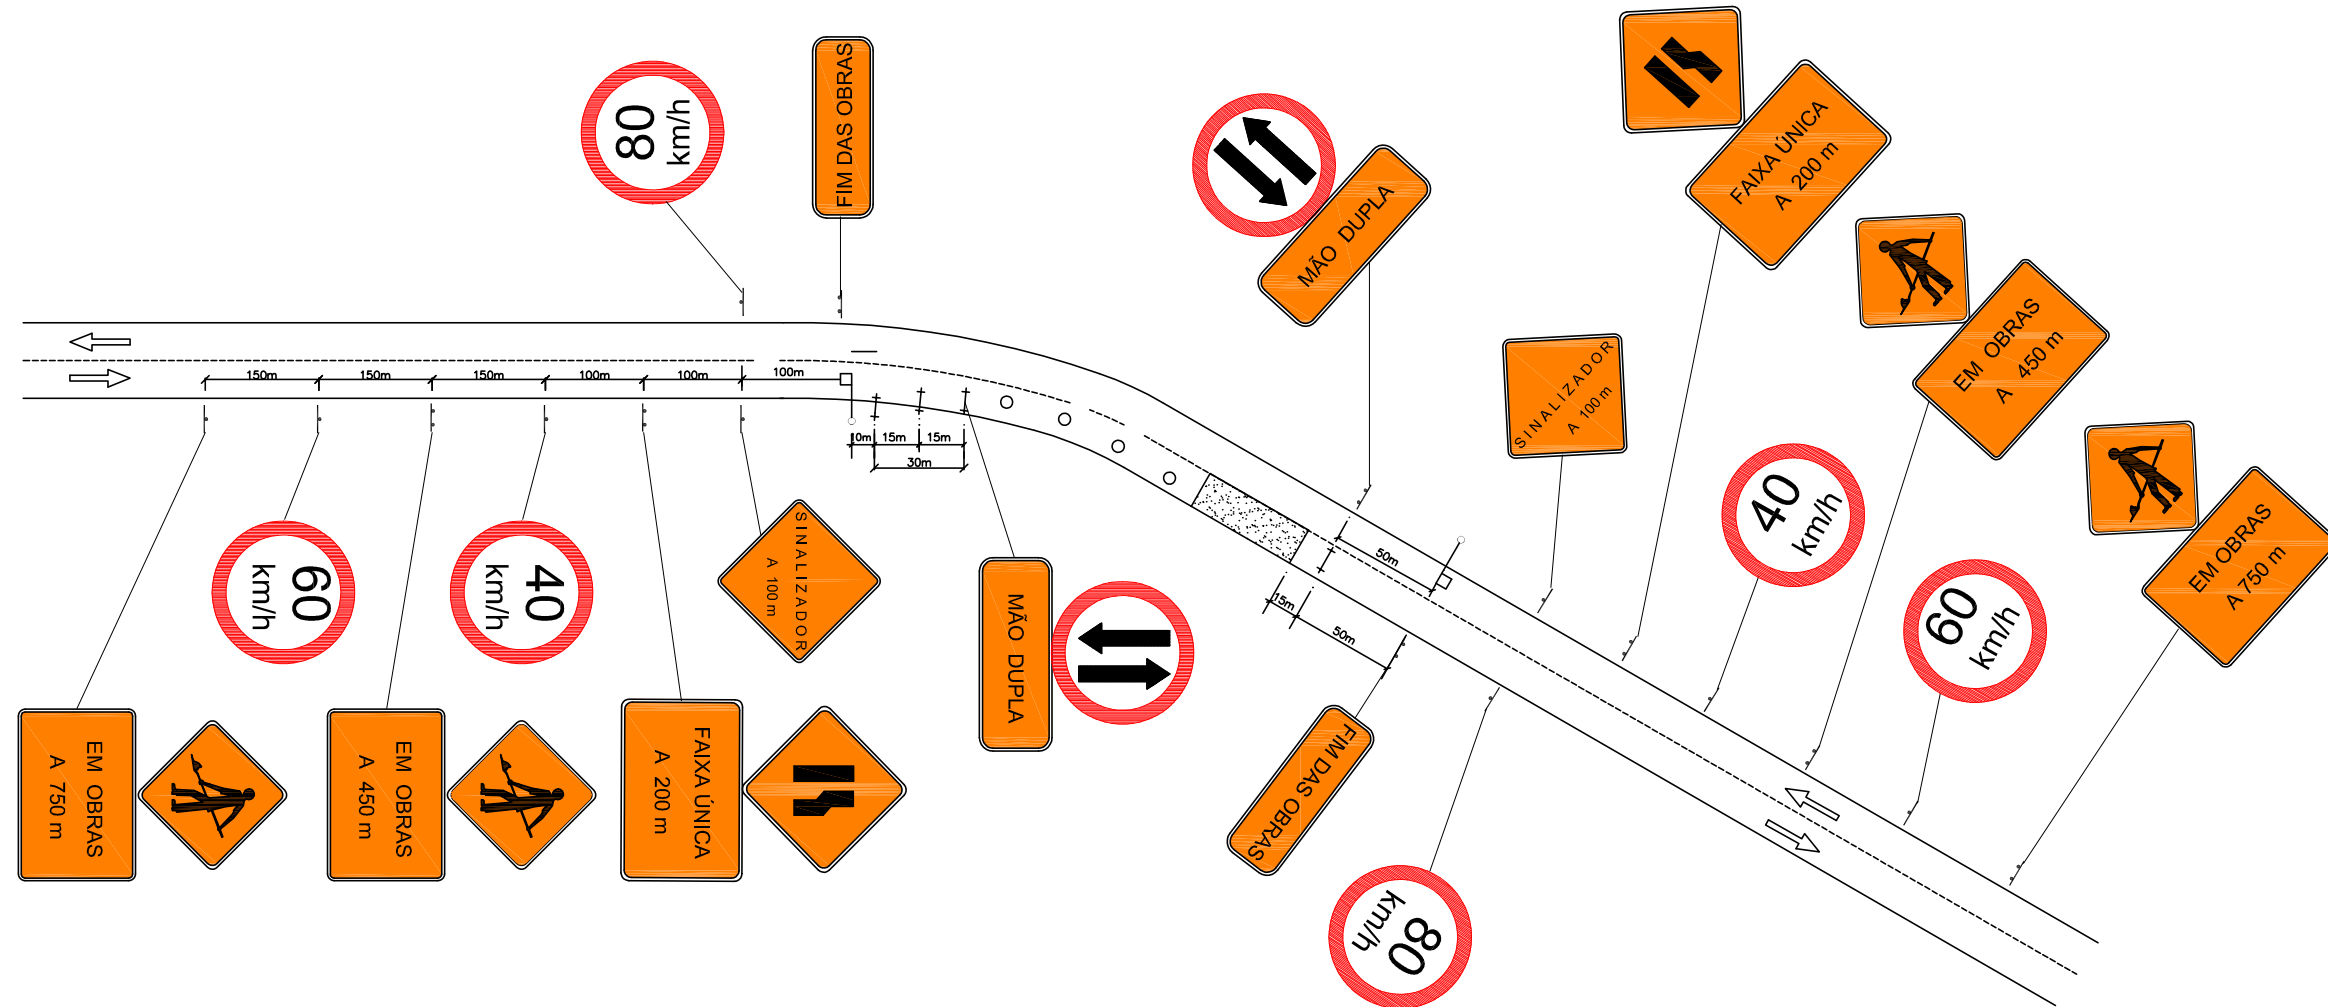 80
km/h
FIM DAS OBRAS
MÃO DUPLA
FAIXA ÚNICA
A 200 m
EM OBRAS
A 450 m
SINALIZADOR
A 100 m
40
km/h
60
km/h
EM OBRAS
A 750 m
150m
150m
150m
100m
100m
100m
10m
15m
15m
30m
50m
15m
50m
60
km/h
40
km/h
SINALIZADOR
A 100 m
MÃO DUPLA
EM OBRAS
A 750 m
EM OBRAS
A 450 m
FAIXA ÚNICA
A 200 m
FIM DAS OBRAS
80
km/h